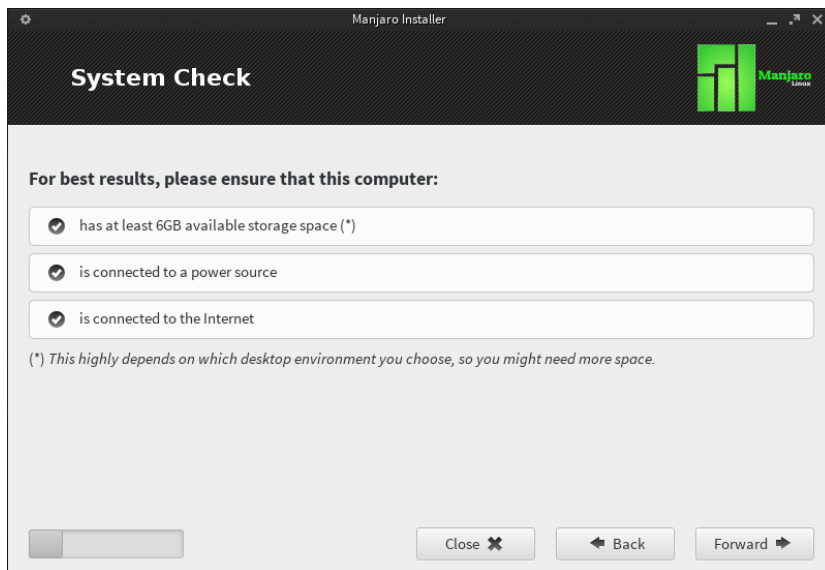 Manjaro Installer
System Check
Manjaro
Linux
For best results, please ensure that this computer:
has at least 6GB available storage space (*)
is connected to a power source
is connected to the Internet
(*) This highly depends on which desktop environment you choose, so you might need more space.
Close
Back
Forward